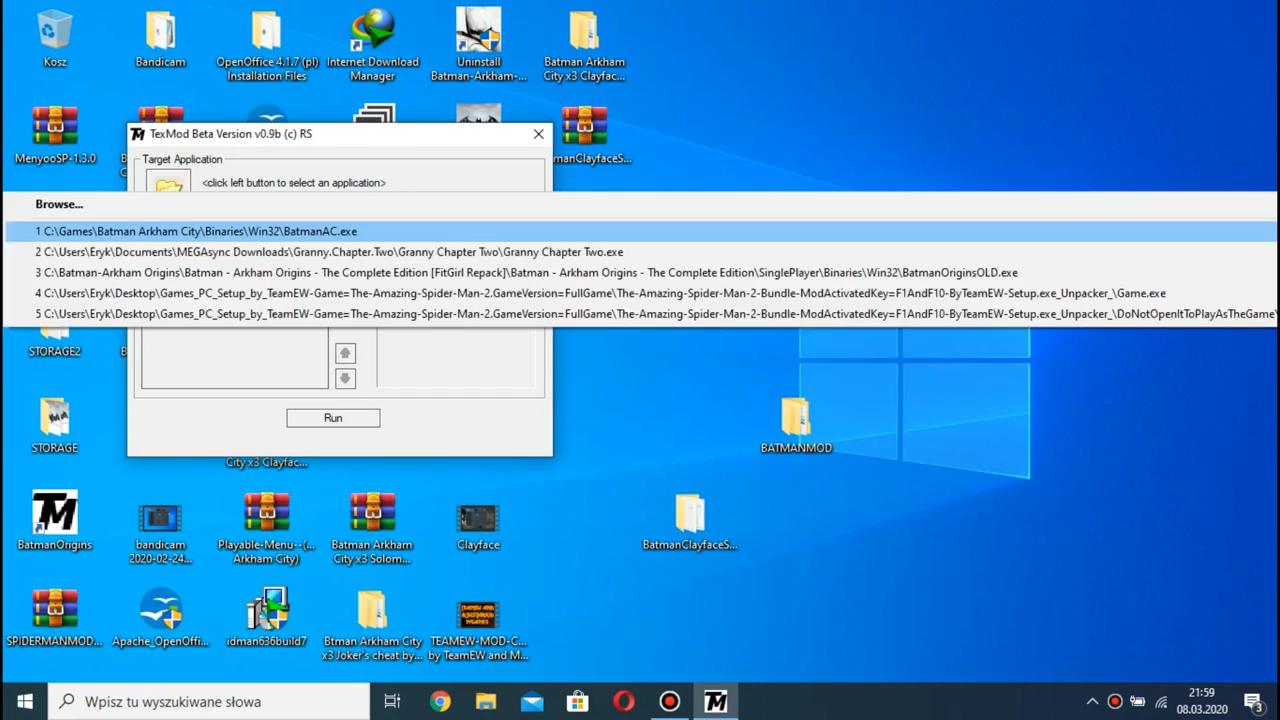 Kosz
Bandicam
OpenOffice 4.1.7 (pl)
Installation Files
Internet Download
Manager
Uninstall
Batman-Arkham-...
Batman Arkham
City x3 Clayfac...
MenyooSP-1.3.0
manClayfaceS...
TexMod Beta Version v0.9b (c) RS
Target Application
<click left button to select an application>
Browse...
1 C:\Games\Batman Arkham City\Binaries\Win32\BatmanAC.exe
2 C:\Users\Eryk\Documents\MEGAsync Downloads\Granny.Chapter.Two\Granny Chapter Two\Granny Chapter Two.exe
3 C:\Batman-Arkham Origins\Batman - Arkham Origins - The Complete Edition [FitGirl Repack]\Batman - Arkham Origins - The Complete Edition\SinglePlayer\Binaries\Win32\BatmanOriginsOLD.exe
4 C:\Users\Eryk\Desktop\Games_PC_Setup_by_TeamEW-Game=The-Amazing-Spider-Man-2.GameVersion=FullGame\The-Amazing-Spider-Man-2-Bundle-ModActivatedKey=F1AndF10-ByTeamEW-Setup.exe_Unpacker_\Game.exe
5 C:\Users\Eryk\Desktop\Games_PC_Setup_by_TeamEW-Game=The-Amazing-Spider-Man-2.GameVersion=FullGame\The-Amazing-Spider-Man-2-Bundle-ModActivatedKey=F1AndF10-ByTeamEW-Setup.exe_Unpacker_\DoNotOpenItToPlayAsTheGame\
STORAGE2
Run
STORAGE
City x3 Clayfac...
BATMANMOD
BatmanOrigins
bandicam
2020-02-24...
Playable-Menu--(...
Arkham City)
Batman Arkham
City x3 Solom...
Clayface
BatmanClayfaceS...
SPIDERMANMOD...
Apache_OpenOffi...
idman636build7
Btman Arkham City
x3 Joker's cheat by...
TEAMEW-MOD-C...
by TeamEW and M...
Wpisz tu wyszukiwane słowa
21:59
08.03.2020
3